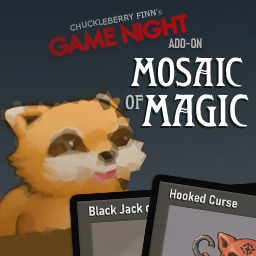 CHUCKLEBERRY FINN's
GAME NIGHT
ADD-ON
MOSAIC
OF MAGIC
Hooked Curse
Black Jack o